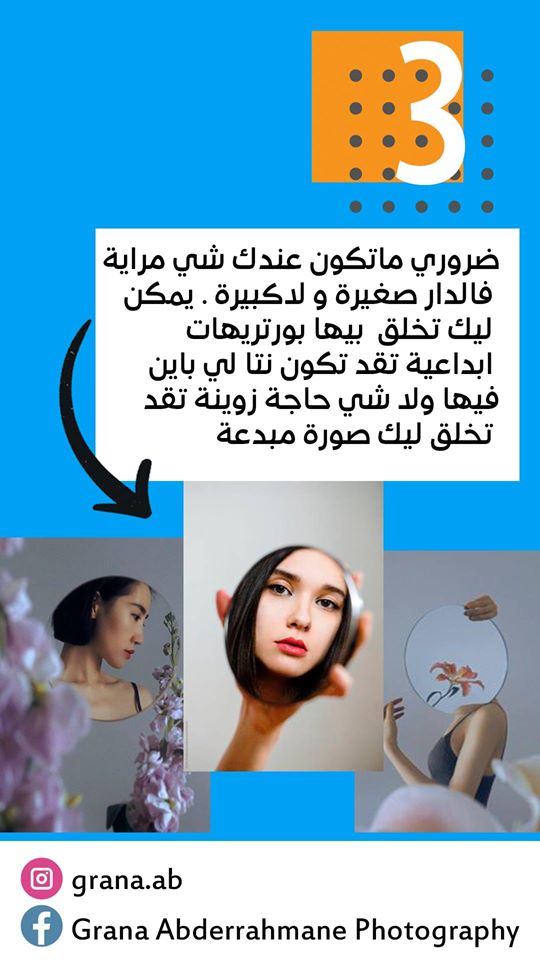 3
ضروري ماتكون عندك شي مراية
فالدار صغيرة و لاكبيرة . يمكن
ليك تخلق بيها بورتريهات
ابداعية تقد تكون نتا لي باين
فيها ولا شي حاجة زوينة تقد
تخلق ليك صورة مبدعة
grana.ab
Grana Abderrahmane Photography